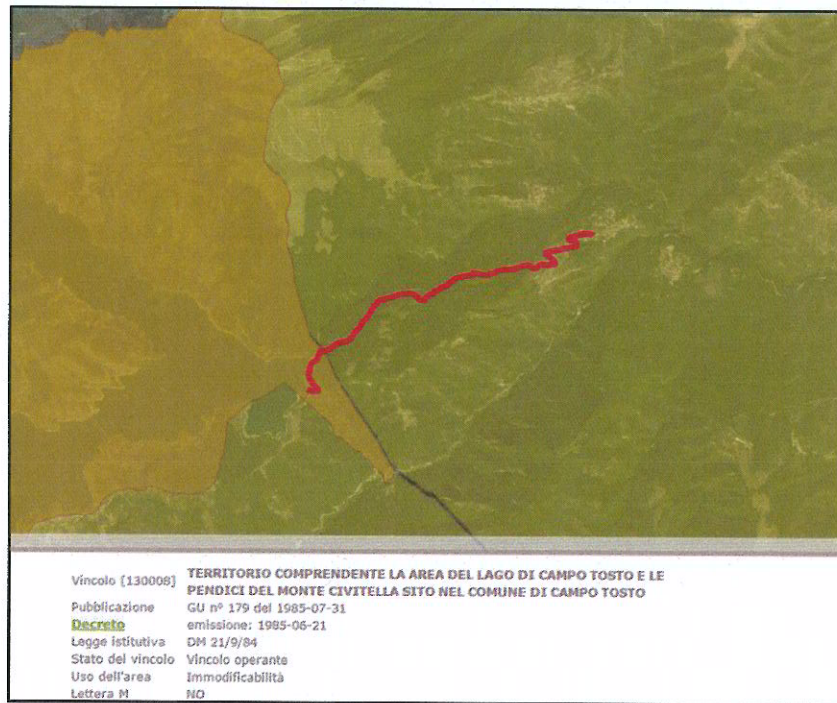 Vincolo [130008] TERRITORIO COMPRENDENTE LA AREA DEL LAGO DI CAMPO TOSTO E LE
PENDICI DEL MONTE CIVITELLA SITO NEL COMUNE DI CAMPO TOSTO
Pubblicazione GU nº 179 del 1985-07-31
Decreto emissione: 1985-06-21
Legge istitutiva DM 21/9/84
Stato del vincolo Vincolo operante
Uso dell'area Immodificabilità
Lettera M NO